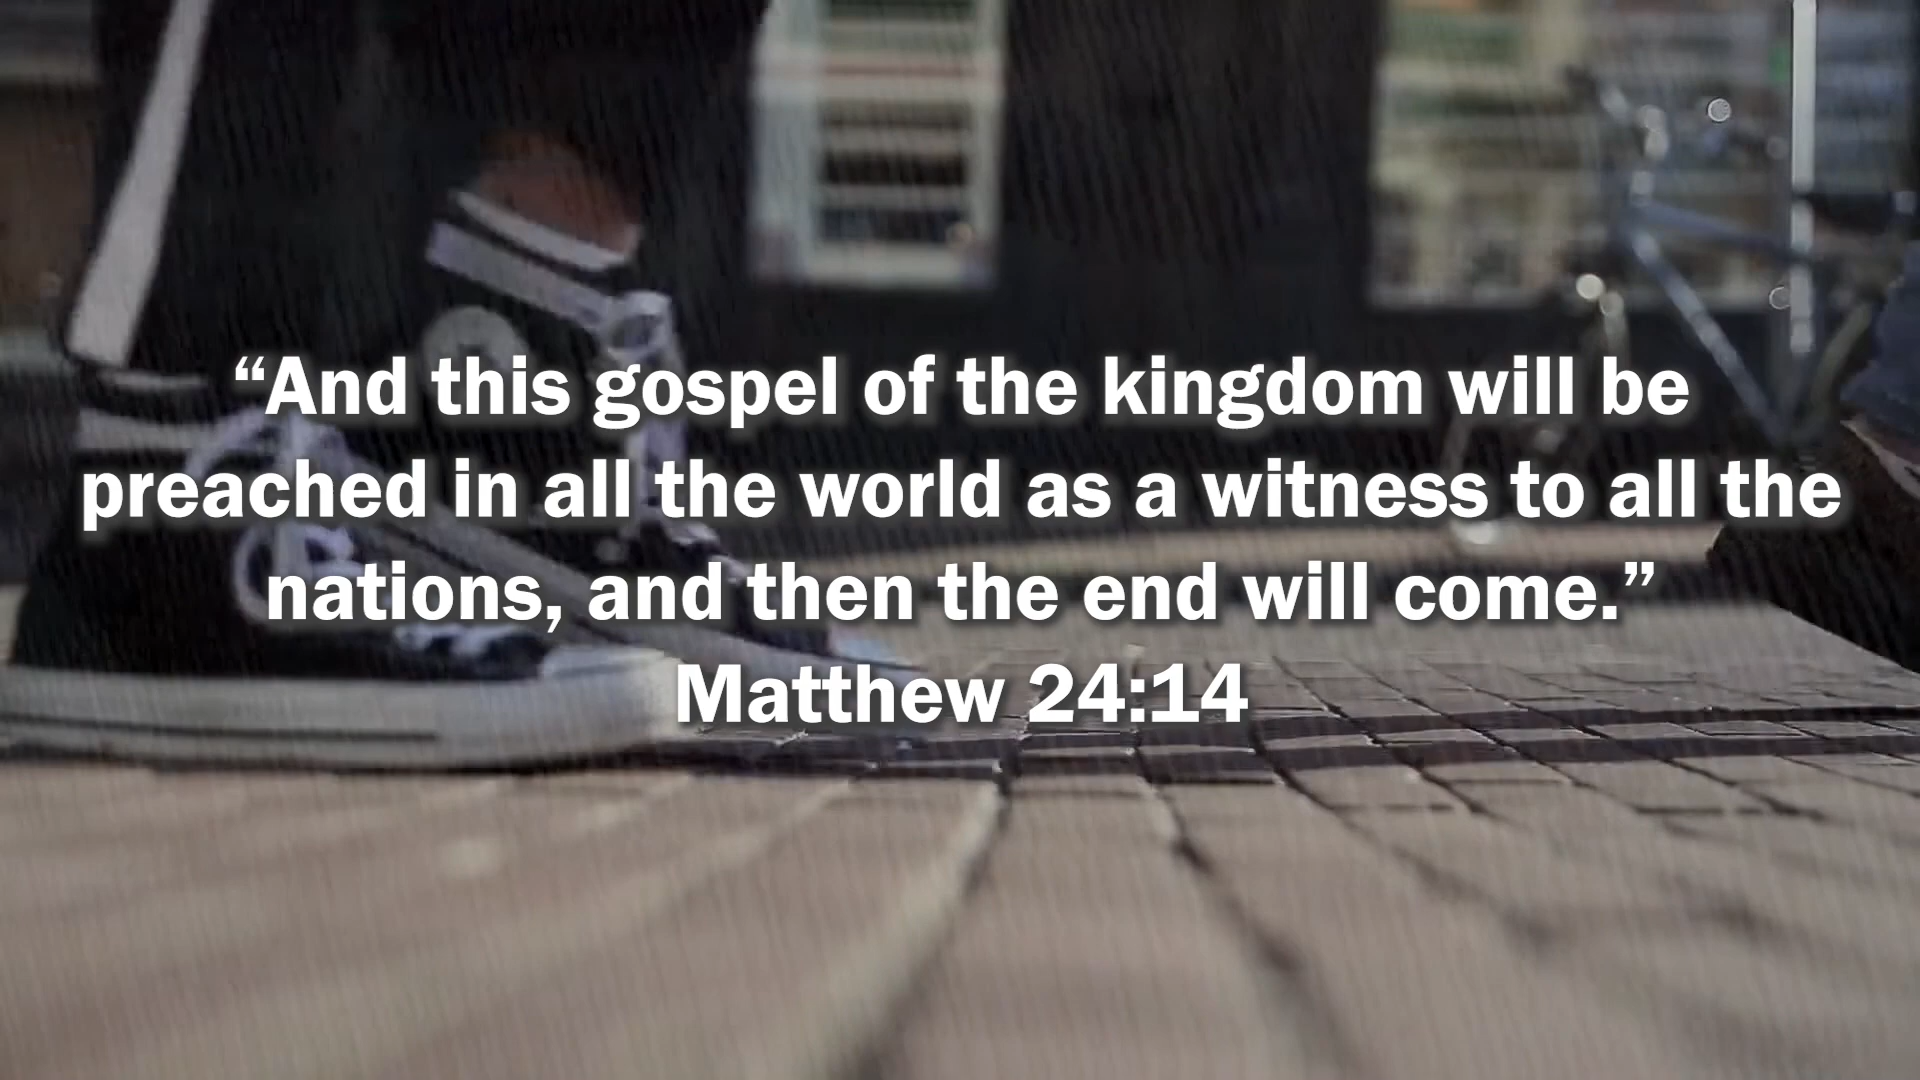 “And this gospel of the kingdom will be
preached in all the world as a witness to all the
nations, and then the end will come.”
Matthew 24:14